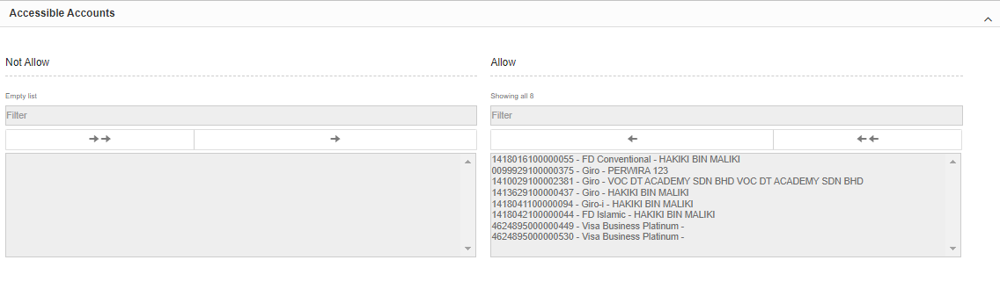 Accessible Accounts
Not Allow
Allow
Empty list
Showing all 8
Filter
Filter
1418016100000055 - FD Conventional - HAKIKI BIN MALIKI
0099929100000375 - Giro - PERWIRA 123
1410029100002381 - Giro - VOC DT ACADEMY SDN BHD VOC DT ACADEMY SDN BHD
1413629100000437 - Giro - HAKIKI BIN MALIKI
1418041100000094 - Giro-i - HAKIKI BIN MALIKI
1418042100000044 - FD Islamic - HAKIKI BIN MALIKI
4624895000000449 - Visa Business Platinum -
4624895000000530 - Visa Business Platinum -